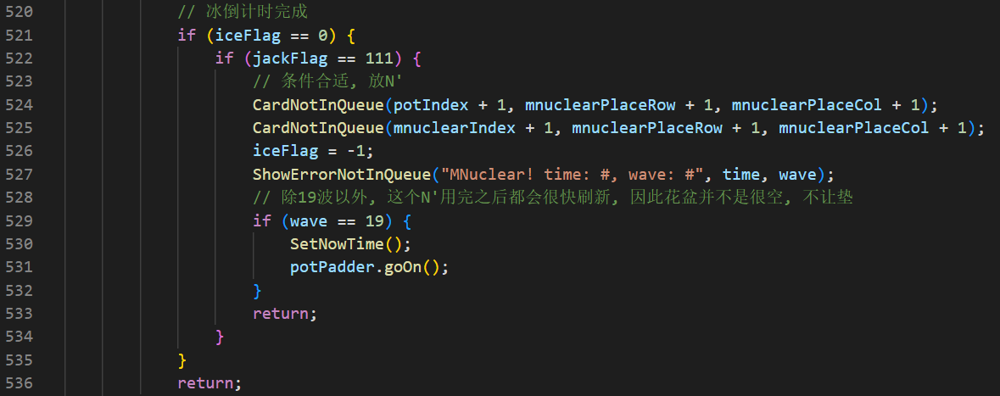 520 // 冰倒计时完成
521 if (iceFlag == 0) {
522 if (jackFlag == 111) {
523 // 条件合适, 放N'
524 CardNotInQueue(potIndex + 1, mnuclearPlaceRow + 1, mnuclearPlaceCol + 1);
525 CardNotInQueue(mnuclearIndex + 1, mnuclearPlaceRow + 1, mnuclearPlaceCol + 1);
526 iceFlag = -1;
527 ShowErrorNotInQueue("MNuclear! time: #, wave: #", time, wave);
528 // 除19波以外, 这个N'用完之后都会很快刷新, 因此花盆并不是很空, 不让垫
529 if (wave == 19) {
530 SetNowTime();
531 potPadder.goOn();
532 }
533 return;
534 }
535 }
536 return;